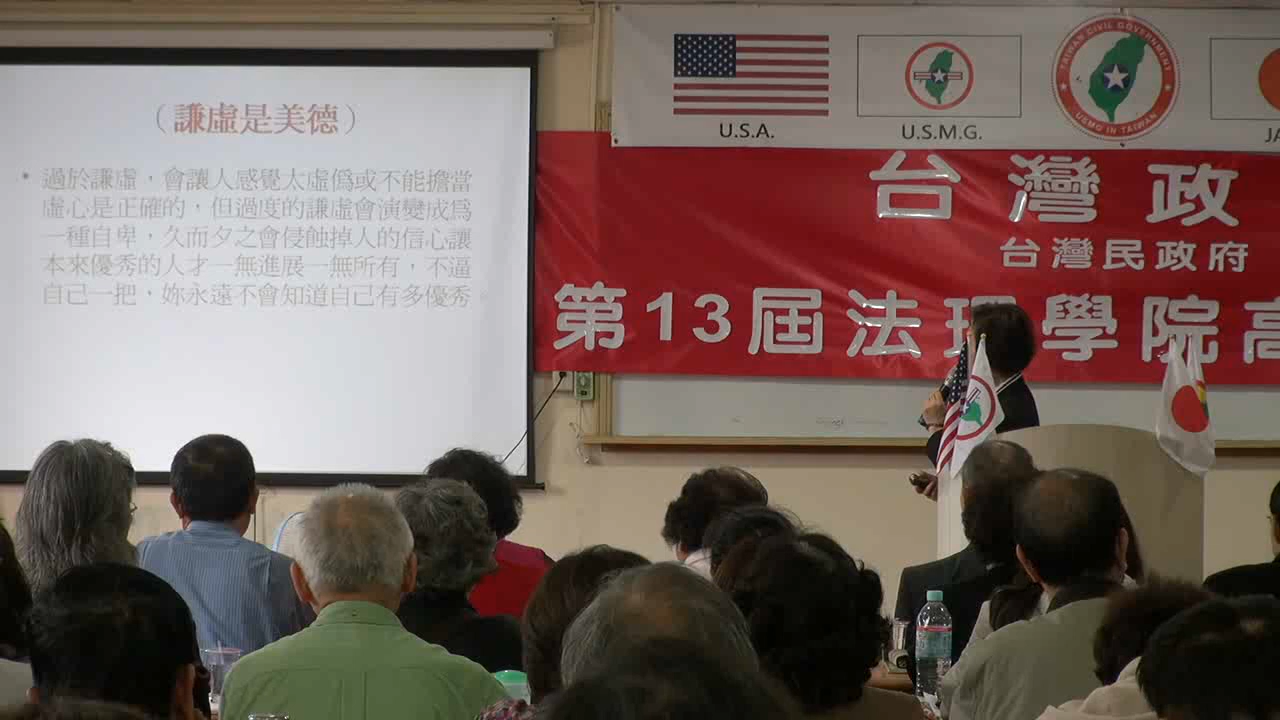 （謙虛是美德）
• 過於謙虛，會讓人感覺太虛偽或不能擔當
虛心是正確的，但過度的謙虛會演變成為
一種自卑，久而夕之會侵蝕掉人的信心讓
本來優秀的人才一無進展一無所有，不逼
自己一把，妳永遠不會知道自己有多優秀
U.S.A.
U.S.M.G.
TAIWAN CIVIL GOVERNMENT
USMG IN TAIWAN
JA
台灣政
台灣民政府
第13屆法理學院高